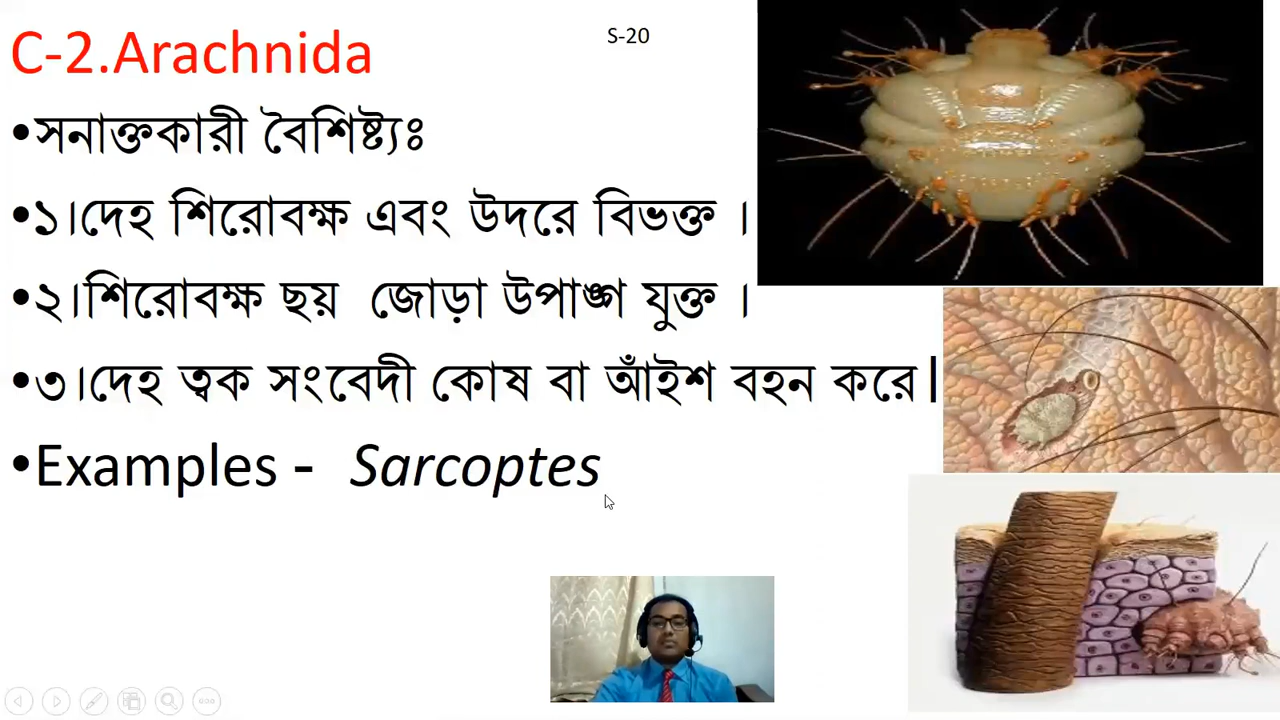 C-2.Arachnida
S-20
•সনাক্তকারী বৈশিষ্ট্যঃ
•১।দেহ শিরোবক্ষ এবং উদরে বিভক্ত ।
•২।শিরোবক্ষ ছয় জোড়া উপাঙ্গ যুক্ত ।
•৩।দেহ ত্বক সংবেদী কোষ বা আঁইশ বহন করে।
•Examples - Sarcoptes